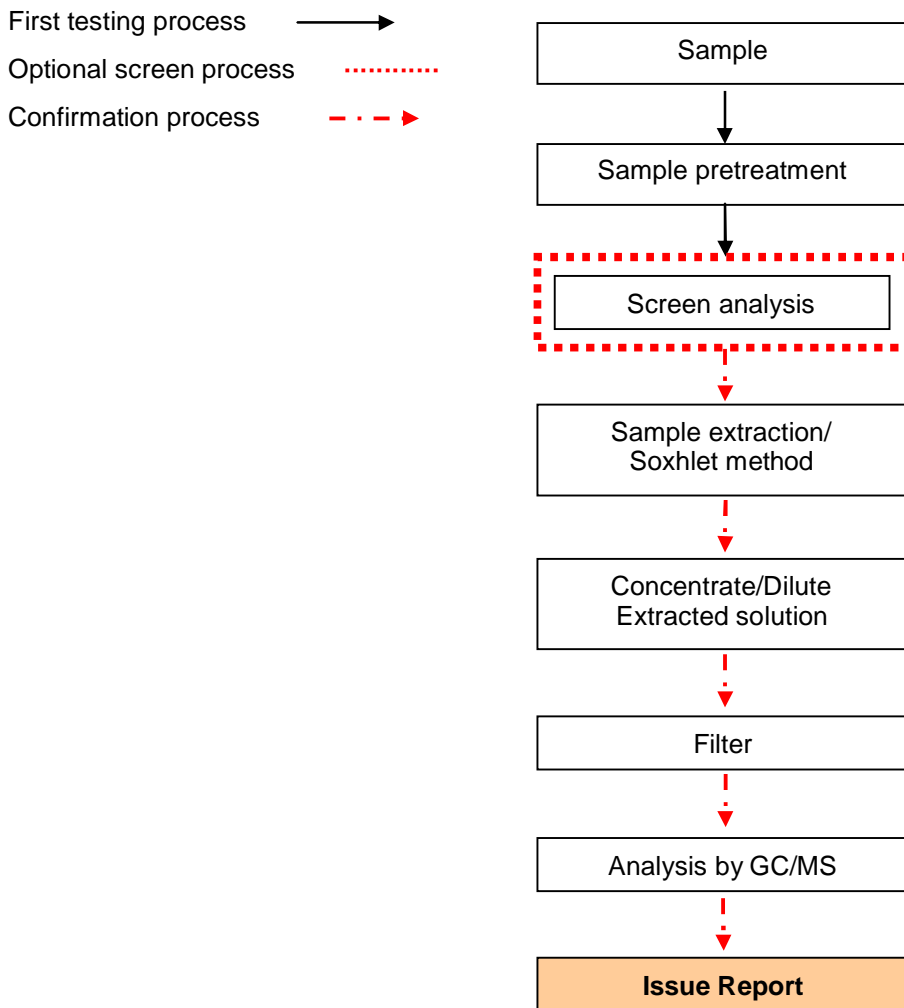 First testing process
Optional screen process
Confirmation process
Sample
Sample pretreatment
Screen analysis
Sample extraction/
Soxhlet method
Concentrate/Dilute
Extracted solution
Filter
Analysis by GC/MS
Issue Report